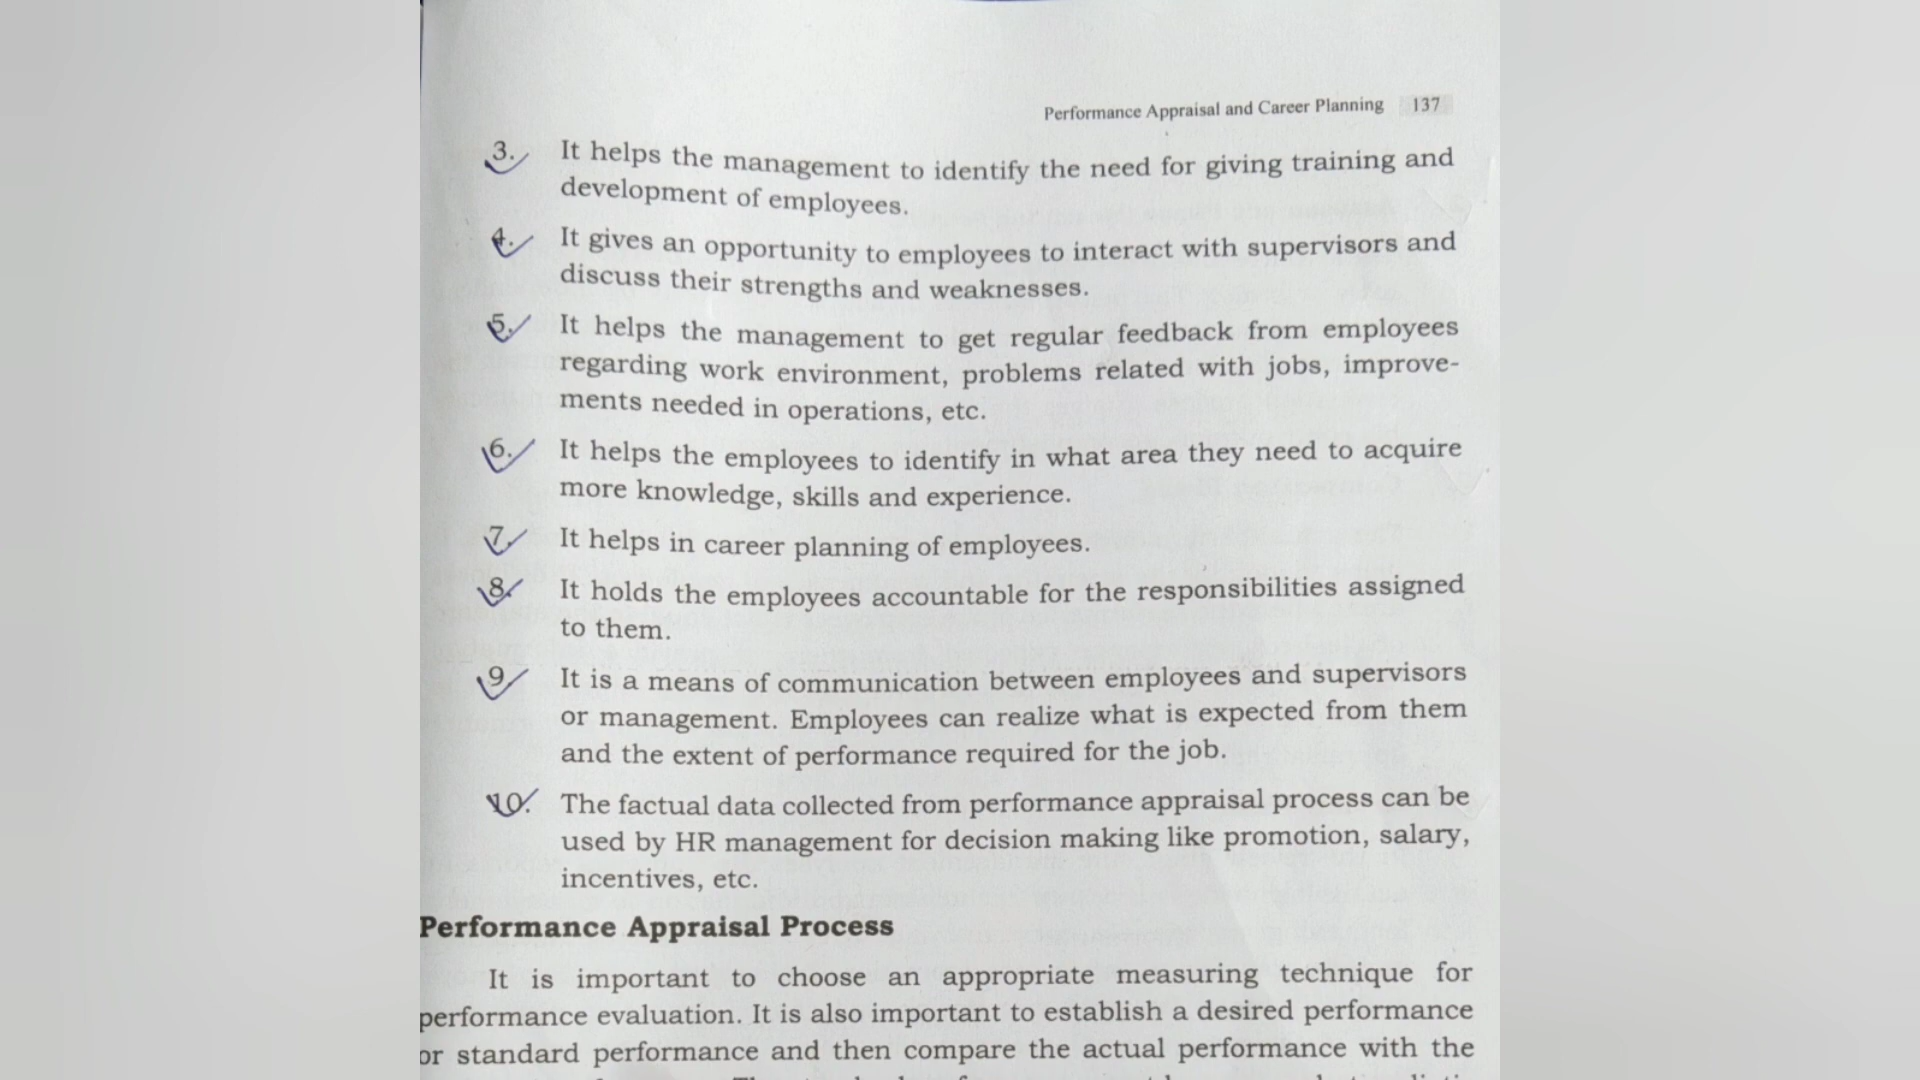 Performance Appraisal and Career Planning 137
3. It helps the management to identify the need for giving training and
development of employees.
4. It gives an opportunity to employees to interact with supervisors and
discuss their strengths and weaknesses.
5. It helps the management to get regular feedback from employees
regarding work environment, problems related with jobs, improve-
ments needed in operations, etc.
6. It helps the employees to identify in what area they need to acquire
more knowledge, skills and experience.
7. It helps in career planning of employees.
8. It holds the employees accountable for the responsibilities assigned
to them.
9. It is a means of communication between employees and supervisors
or management. Employees can realize what is expected from them
and the extent of performance required for the job.
10. The factual data collected from performance appraisal process can be
used by HR management for decision making like promotion, salary,
incentives, etc.
Performance Appraisal Process
It is important to choose an appropriate measuring technique for
performance evaluation. It is also important to establish a desired performance
or standard performance and then compare the actual performance with the